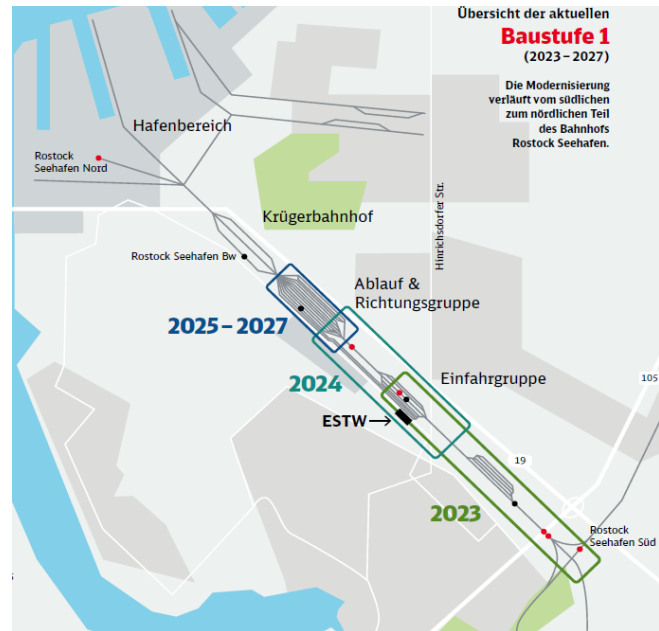 Übersicht der aktuellen
Baustufe 1
(2023–2027)
Die Modernisierung
verläuft vom südlichen
zum nördlichen Teil
des Bahnhofs
Rostock Seehafen.
Hafenbereich
Rostock
Seehafen Nord
Krügerbahnhof
Hinrichsdorfer Str.
Rostock Seehafen Bw
Ablauf &
Richtungsgruppe
2025–2027
2024
Einfahrgruppe
105
ESTW
19
2023
Rostock
Seehafen Süd